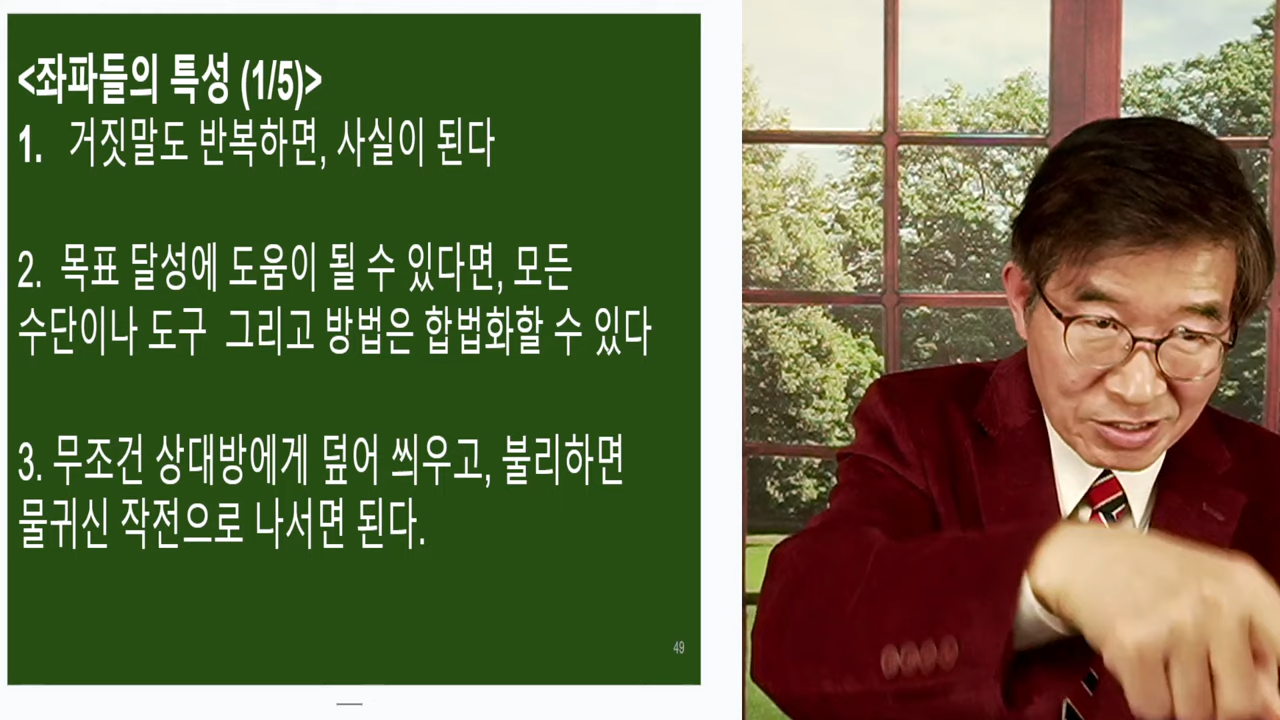 <좌파들의 특성 (1/5)>
1. 거짓말도 반복하면, 사실이 된다
2. 목표 달성에 도움이 될 수 있다면, 모든
수단이나 도구 그리고 방법은 합법화할 수 있다
3. 무조건 상대방에게 덮어 씌우고, 불리하면
물귀신 작전으로 나서면 된다.
49